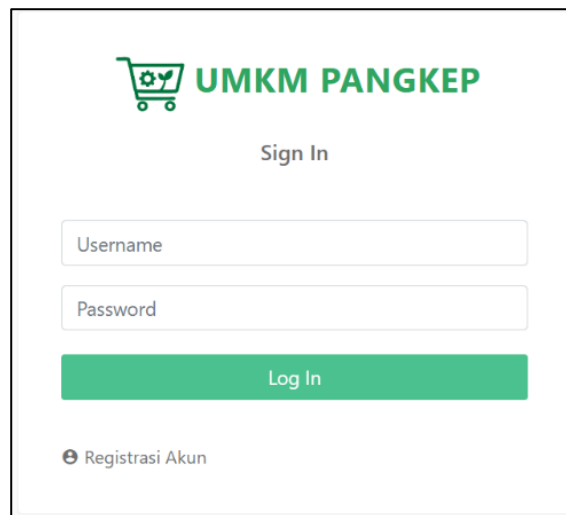 UMKM PANGKEP
Sign In
Username
Password
Log In
Registrasi Akun